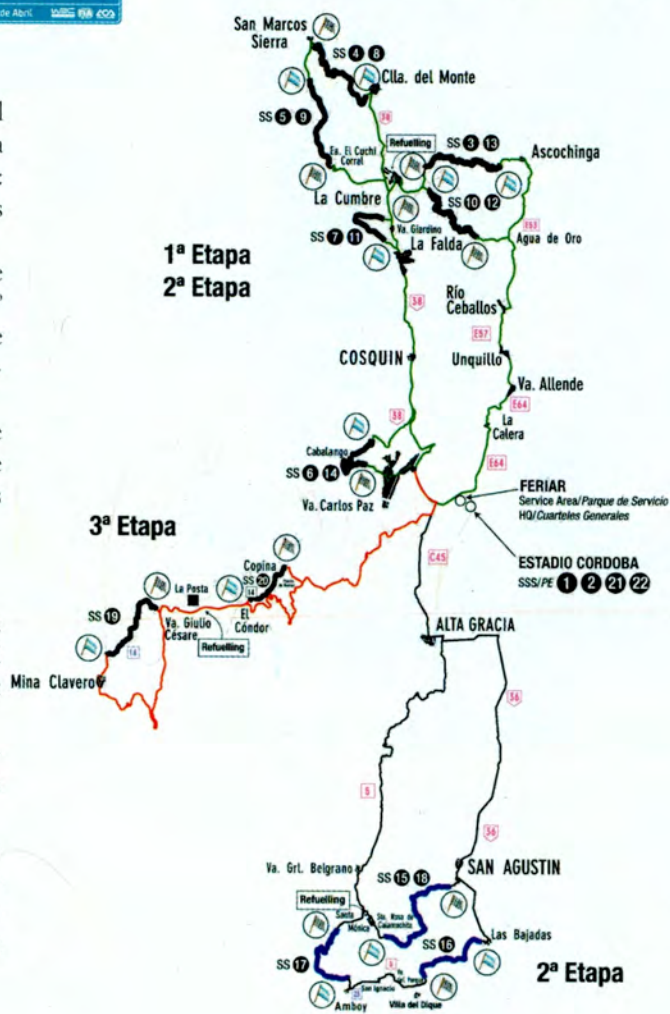 de Abril
San Marcos
Sierra
SS 4 8
Clla. del Monte
SS 5 9
38
Refuelling
SS 3 13
Ascochinga
Ea. El Cuchi
Corral
La Cumbre
SS 10 12
Va. Giardino
E53
SS 7 11
La Falda
Agua de Oro
1ª Etapa
2ª Etapa
38
Río
Ceballos
E57
COSQUIN
Unquillo
Va. Allende
38
E64
La
Calera
Cabalango
SS 6 14
E64
Va. Carlos Paz
FERIAR
Service Area/Parque de Servicio
HQ/Cuarteles Generales
3ª Etapa
C45
ESTADIO CORDOBA
SSS/PE 1 2 21 22
Copina
SS 20
La Posta
14
SS 19
Va. Giulio
Césare
El
Cóndor
Refuelling
ALTA GRACIA
14
Mina Clavero
36
5
36
Va. Grl. Belgrano
SS 15 18
SAN AGUSTIN
Refuelling
Santa
Mónica
Sta. Rosa de
Calamuchita
SS 16
Las Bajadas
SS 17
5
San Ignacio
Villa del Dique
Amboy
2ª Etapa